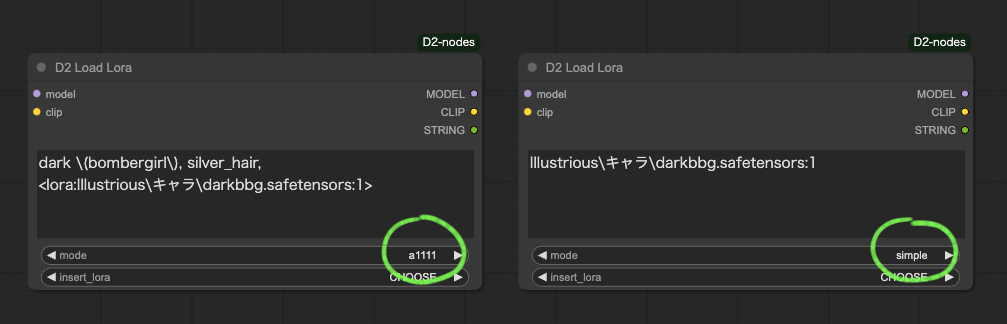 D2-nodes
D2 Load Lora
model
MODEL
clip
CLIP
STRING
dark \(bombergirl\), silver_hair,
<lora:Illustrious\キャラ\darkbbg.safetensors:1>
mode
a1111
insert_lora
CHOOSE
D2-nodes
D2 Load Lora
model
MODEL
clip
CLIP
STRING
Illustrious\キャラ\darkbbg.safetensors:1
mode
simple
insert_lora
CHOOSE